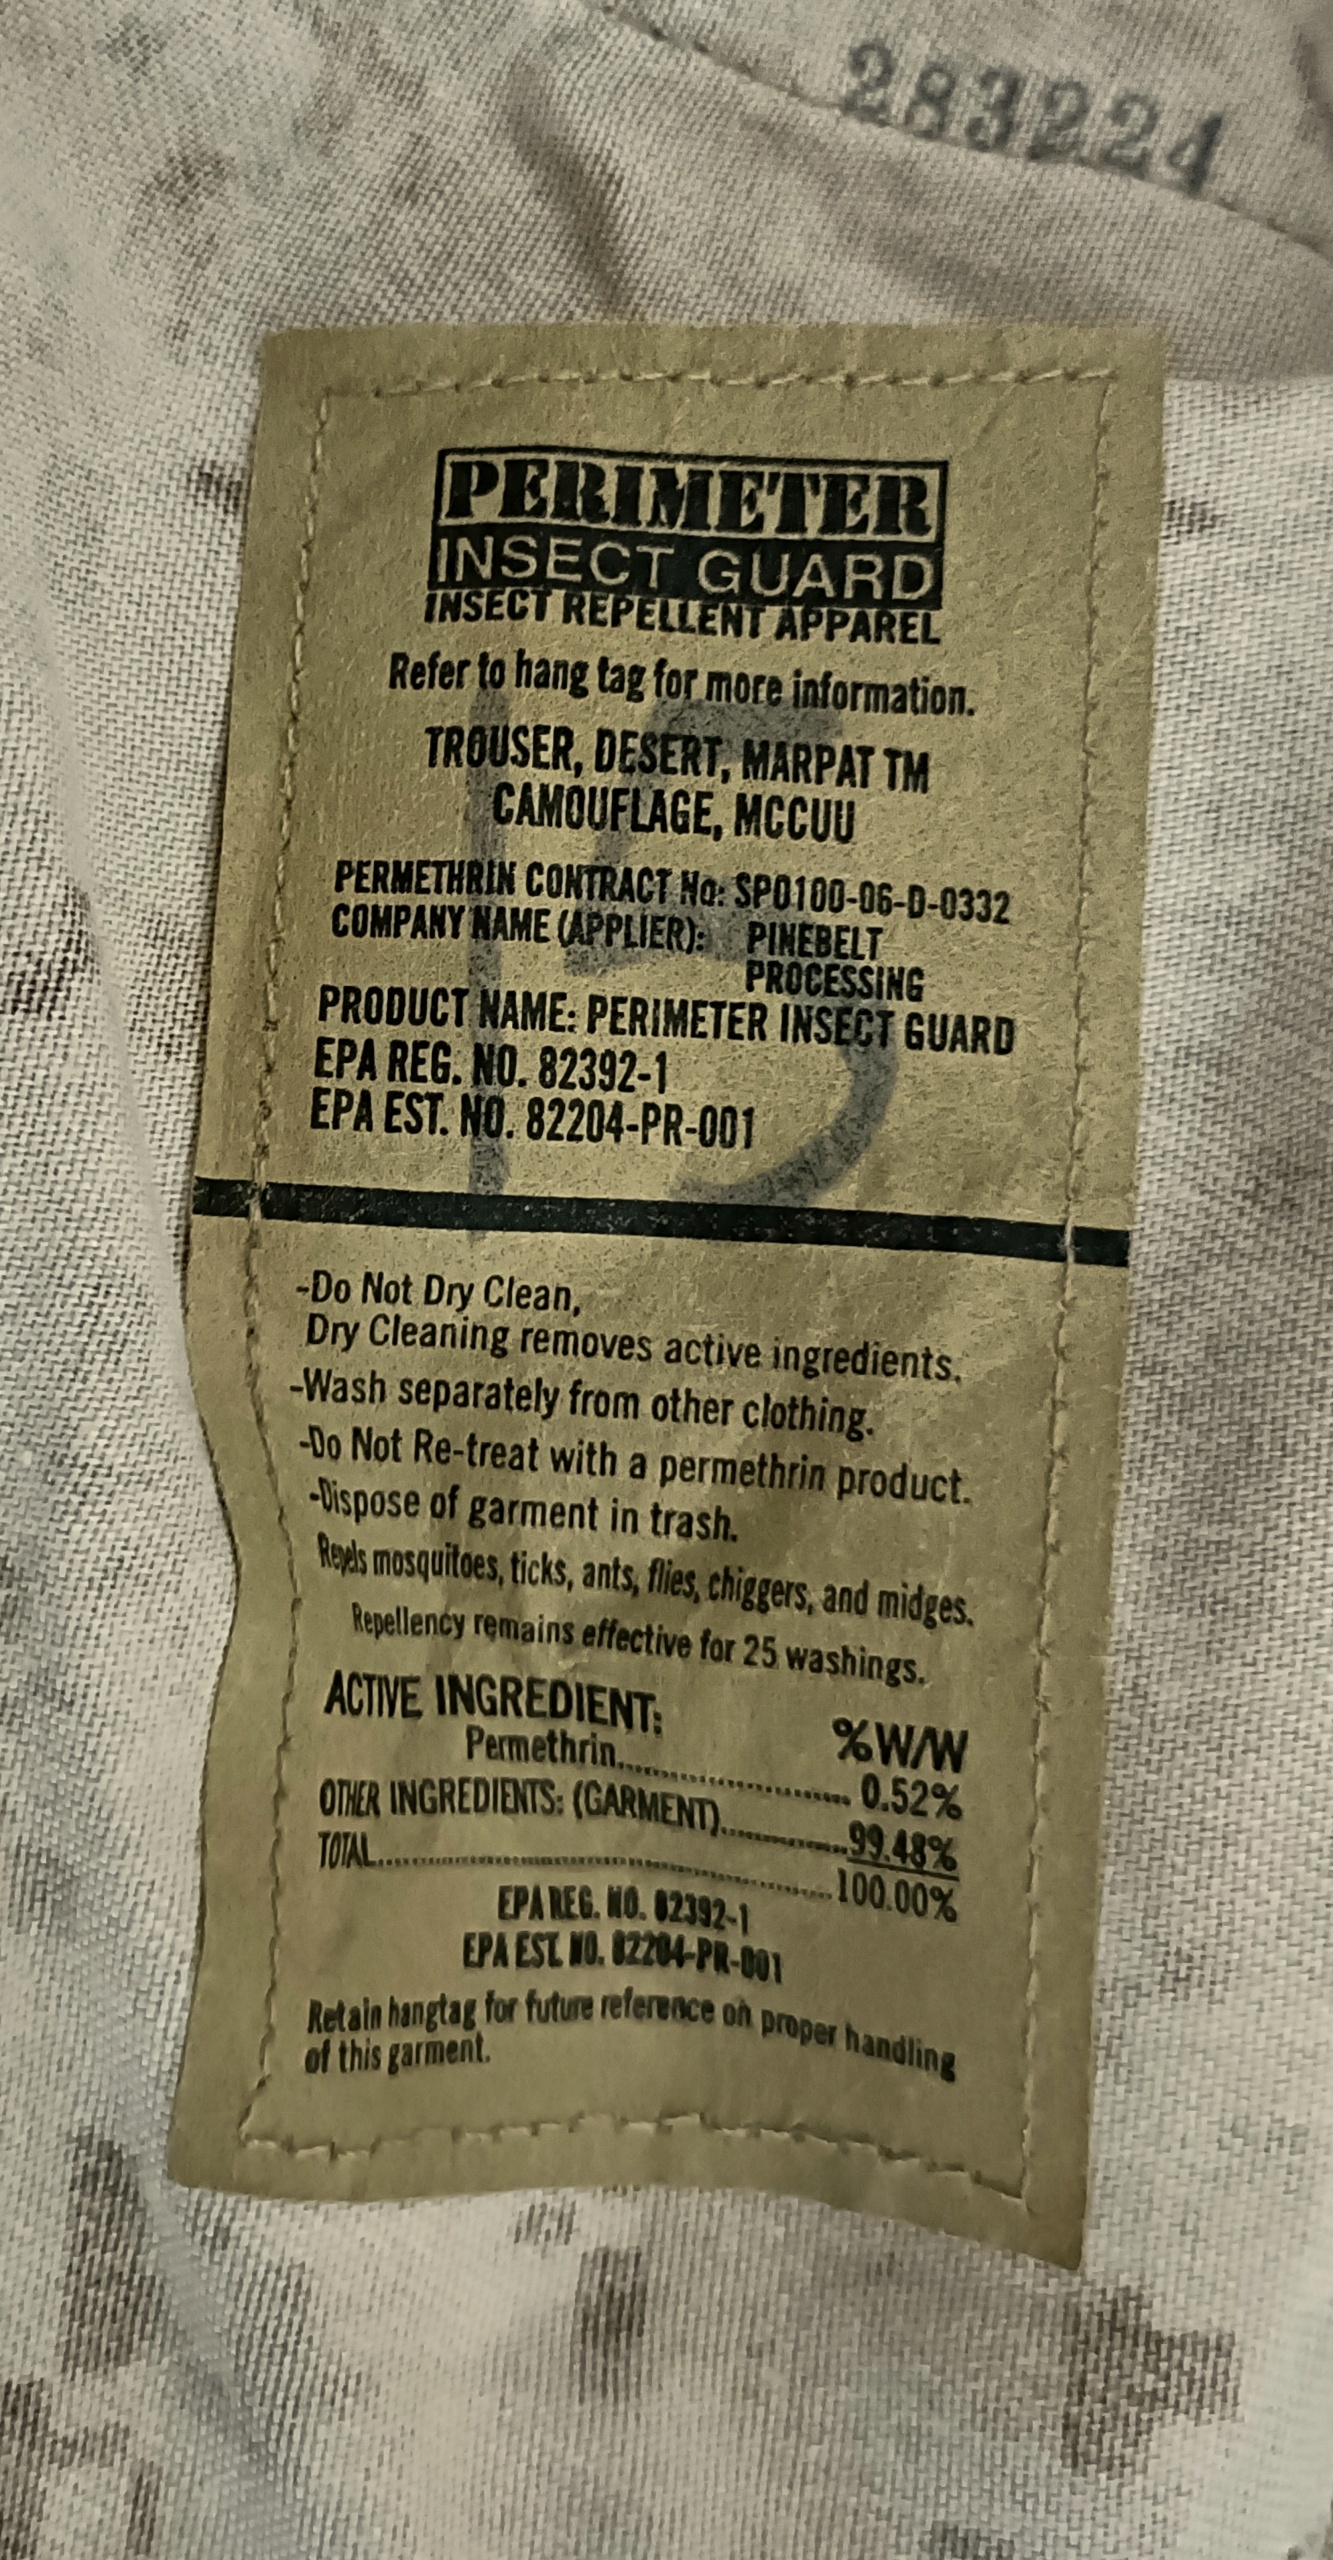 283224
PERIMETER
INSECT GUARD
INSECT REPELLENT APPAREL
Refer to hang tag for more information.
TROUSER, DESERT, MARPAT TM
CAMOUFLAGE, MCCUU
PERMETHRIN CONTRACT No: SPO100-06-D-0332
COMPANY NAME (APPLIER): PINEBELT
PROCESSING
PRODUCT NAME: PERIMETER INSECT GUARD
EPA REG. NO. 82392-1
EPA EST. NO. 82204-PR-001
15
-Do Not Dry Clean,
Dry Cleaning removes active ingredients.
-Wash separately from other clothing.
-Do Not Re-treat with a permethrin product.
-Dispose of garment in trash.
Repels mosquitoes, ticks, ants, flies, chiggers, and midges.
Repellency remains effective for 25 washings.
ACTIVE INGREDIENT: %W/W
Permethrin.................... 0.52%
OTHER INGREDIENTS: (GARMENT)............99.48%
TOTAL........................................100.00%
EPA REG. NO. 82392-1
EPA EST. NO. 82204-PR-001
Retain hangtag for future reference on proper handling
of this garment.